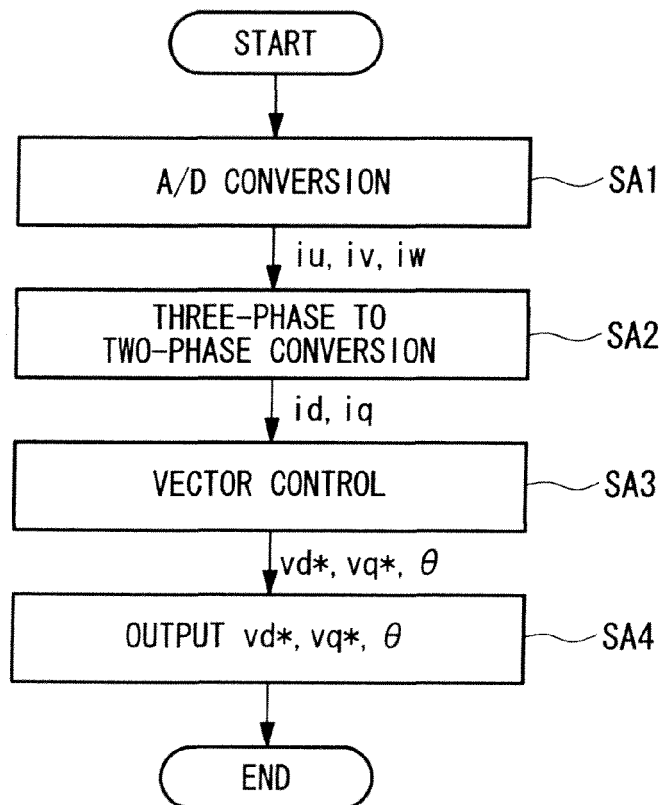 START
A/D CONVERSION
SA1
iu, iv, iw
THREE-PHASE TO
TWO-PHASE CONVERSION
SA2
id, iq
VECTOR CONTROL
SA3
vd*, vq*, θ
OUTPUT vd*, vq*, θ
SA4
END